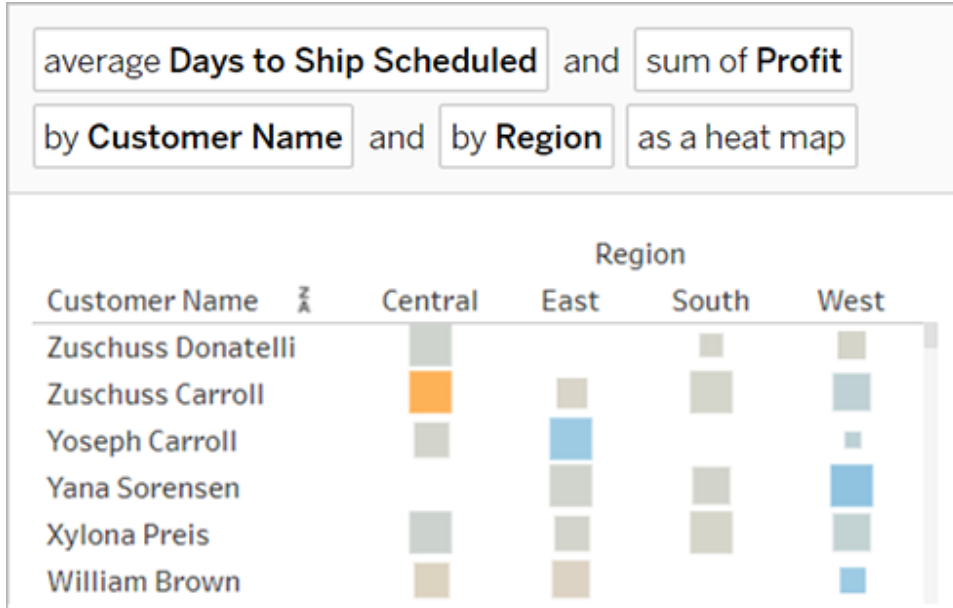 average Days to Ship Scheduled and sum of Profit
by Customer Name and by Region as a heat map
Region
Customer Name Z A Central East South West
Zuschuss Donatelli
Zuschuss Carroll
Yoseph Carroll
Yana Sorensen
Xylona Preis
William Brown